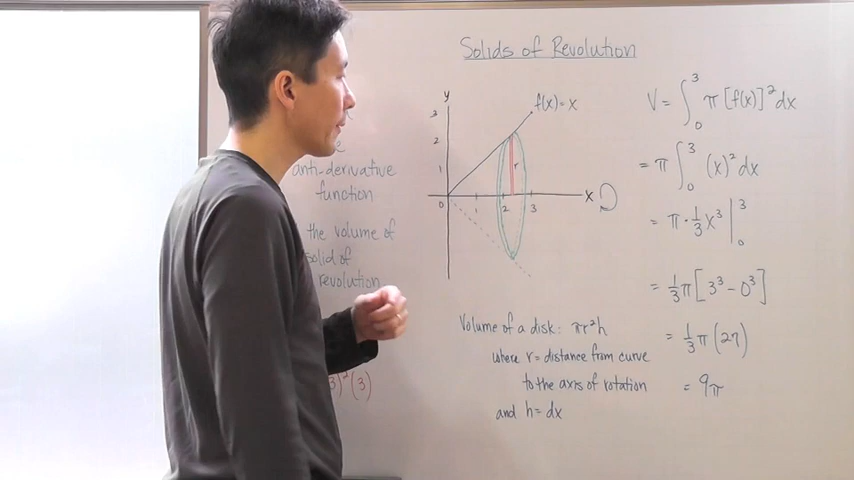 Solids of Revolution
anti-derivative
function
the volume of
solid of
revolution
3)²(3)
y
3
2
1
0
1
2
3
f(x) = x
r
x
Volume of a disk: πr²h
where r = distance from curve
to the axis of rotation
and h = dx
V = ∫₀³ π [f(x)]² dx
= π ∫₀³ (x)² dx
= π · 1/3 x³ |₀³
= 1/3 π [3³ - 0³]
= 1/3 π (27)
= 9π